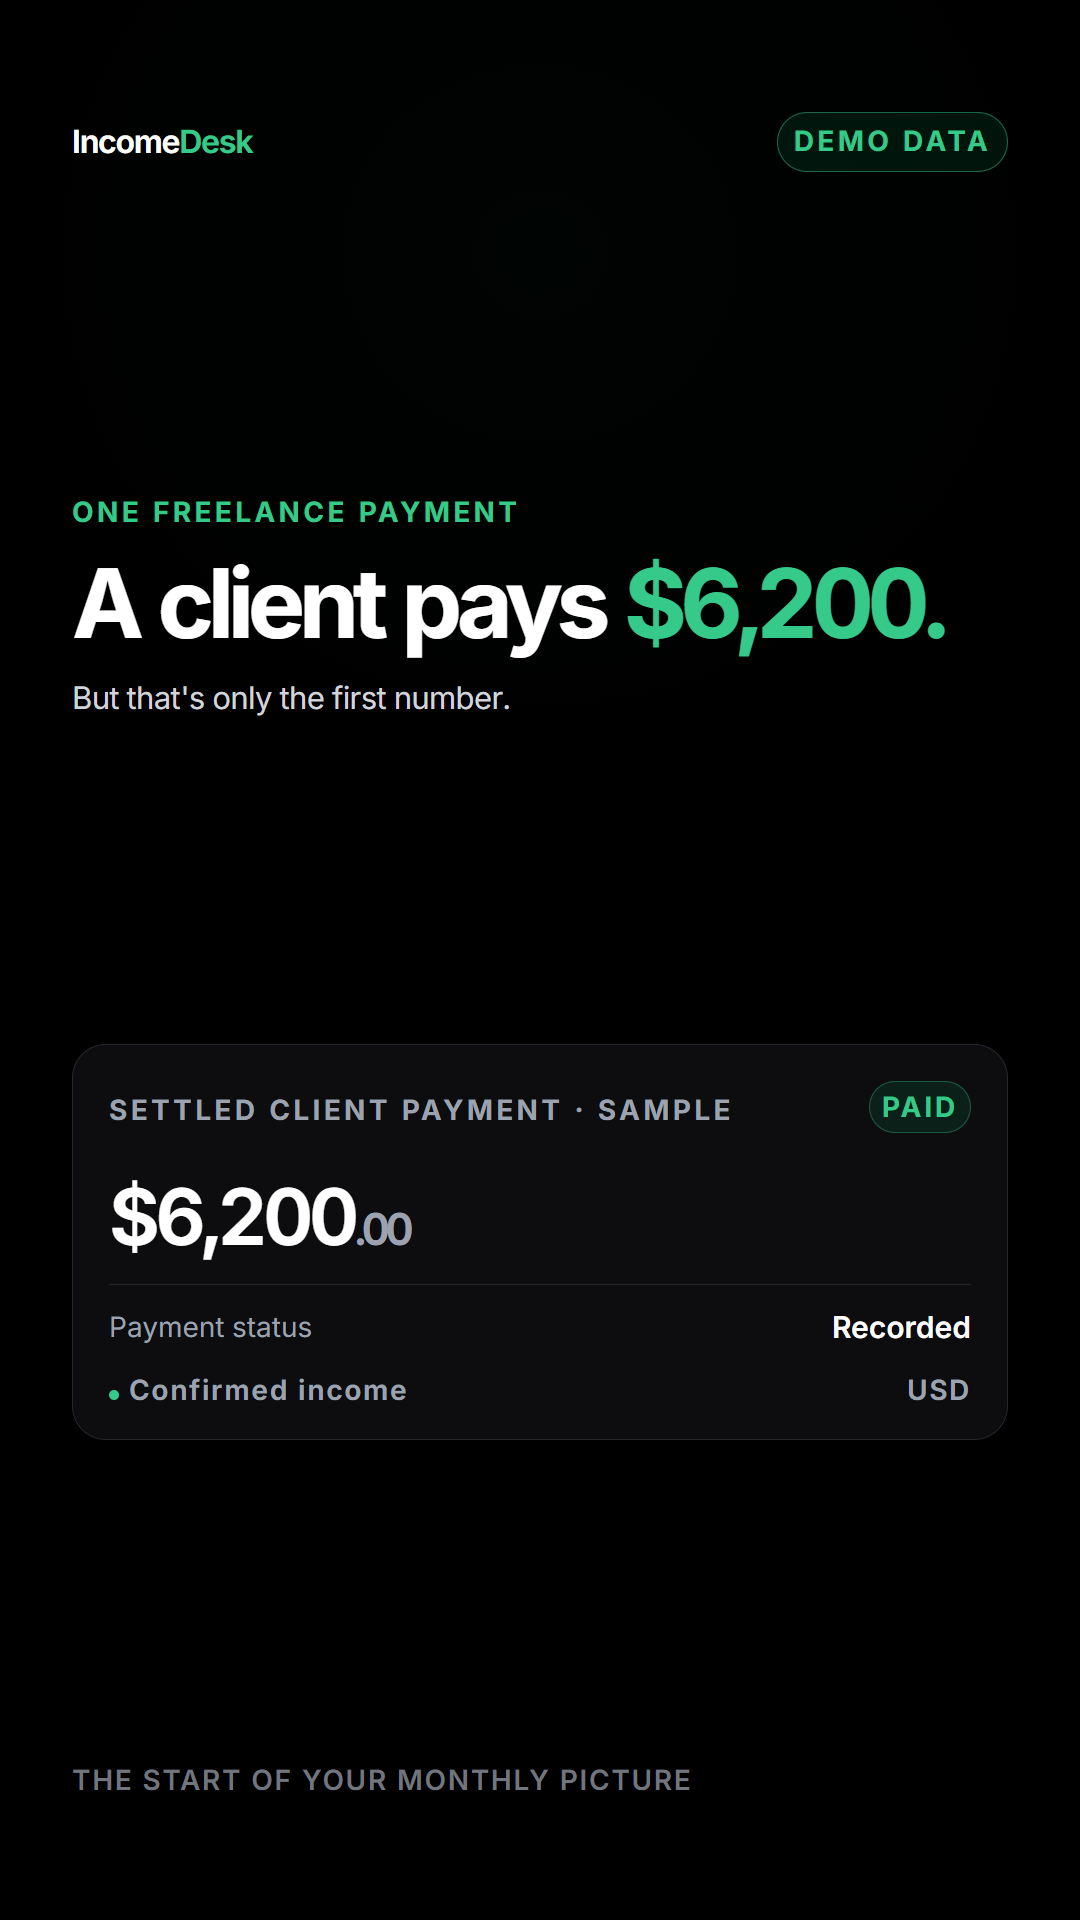 IncomeDesk
DEMO DATA
ONE FREELANCE PAYMENT
A client pays $6,200.
But that's only the first number.
SETTLED CLIENT PAYMENT · SAMPLE
PAID
$6,200.00
Payment status
Recorded
Confirmed income
USD
THE START OF YOUR MONTHLY PICTURE